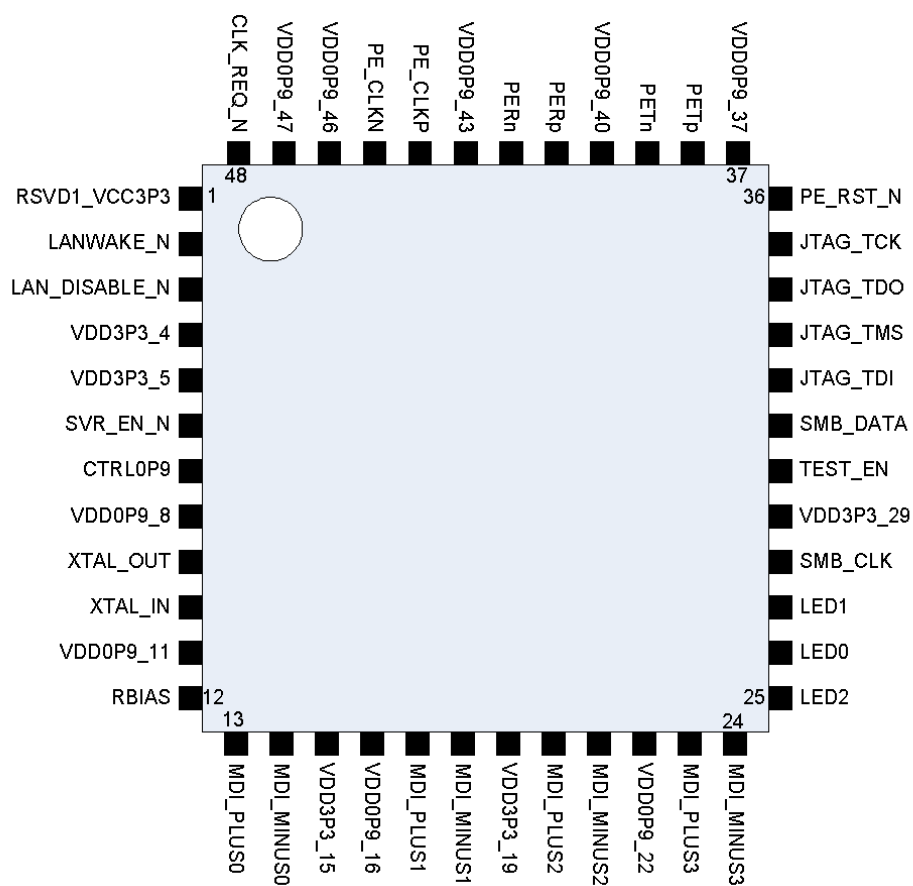 CLK_REQ_N
VDD0P9_47
VDD0P9_46
PE_CLKN
PE_CLKP
VDD0P9_43
PERn
PERp
VDD0P9_40
PETn
PETp
VDD0P9_37
48
37
RSVD1_VCC3P3
1
36
PE_RST_N
LANWAKE_N
JTAG_TCK
LAN_DISABLE_N
JTAG_TDO
VDD3P3_4
JTAG_TMS
VDD3P3_5
JTAG_TDI
SVR_EN_N
SMB_DATA
CTRL0P9
TEST_EN
VDD0P9_8
VDD3P3_29
XTAL_OUT
SMB_CLK
XTAL_IN
LED1
VDD0P9_11
LED0
RBIAS
12
25
LED2
13
24
MDI_PLUS0
MDI_MINUS0
VDD3P3_15
VDD0P9_16
MDI_PLUS1
MDI_MINUS1
VDD3P3_19
MDI_PLUS2
MDI_MINUS2
VDD0P9_22
MDI_PLUS3
MDI_MINUS3